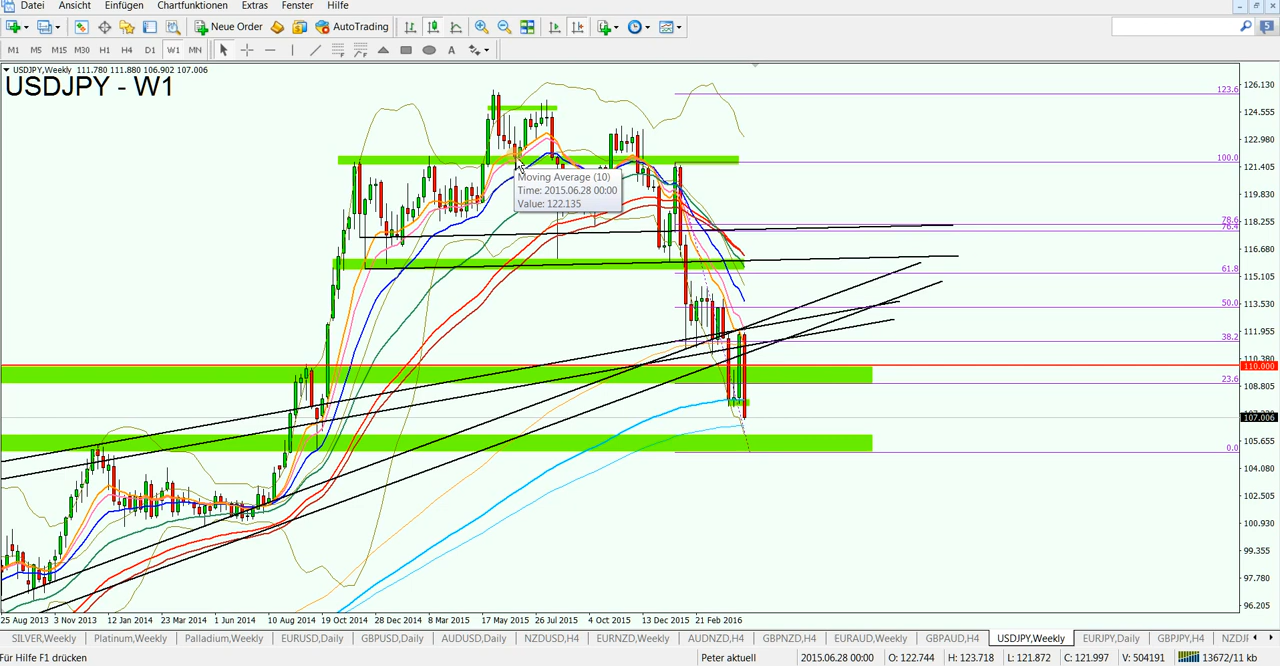 Datei Ansicht Einfügen Chartfunktionen Extras Fenster Hilfe
Neue Order AutoTrading
5
M1 M5 M15 M30 H1 H4 D1 W1 MN A
USDJPY,Weekly 111.780 111.880 106.902 107.006
USDJPY - W1
126.130
123.6
124.555
122.980
121.405
100.0
119.830
118.255
78.6
76.4
116.680
115.105
61.8
113.530
50.0
111.955
38.2
110.380
110.000
108.805
23.6
107.006
105.655
0.0
104.080
102.505
100.930
99.355
97.780
96.205
Moving Average (10)
Time: 2015.06.28 00:00
Value: 122.135
25 Aug 2013 3 Nov 2013 12 Jan 2014 23 Mar 2014 1 Jun 2014 10 Aug 2014 19 Oct 2014 28 Dec 2014 8 Mar 2015 17 May 2015 26 Jul 2015 4 Oct 2015 13 Dec 2015 21 Feb 2016
SILVER,Weekly Platinum,Weekly Palladium,Weekly EURUSD,Daily GBPUSD,Daily AUDUSD,Daily NZDUSD,H4 EURNZD,Weekly AUDNZD,H4 GBPNZD,H4 EURAUD,Weekly GBPAUD,H4 USDJPY,Weekly EURJPY,Daily GBPJPY,H4 NZDJ
Für Hilfe F1 drücken Peter aktuell 2015.06.28 00:00 O: 122.744 H: 123.718 L: 121.872 C: 121.997 V: 504191 13672/11 kb